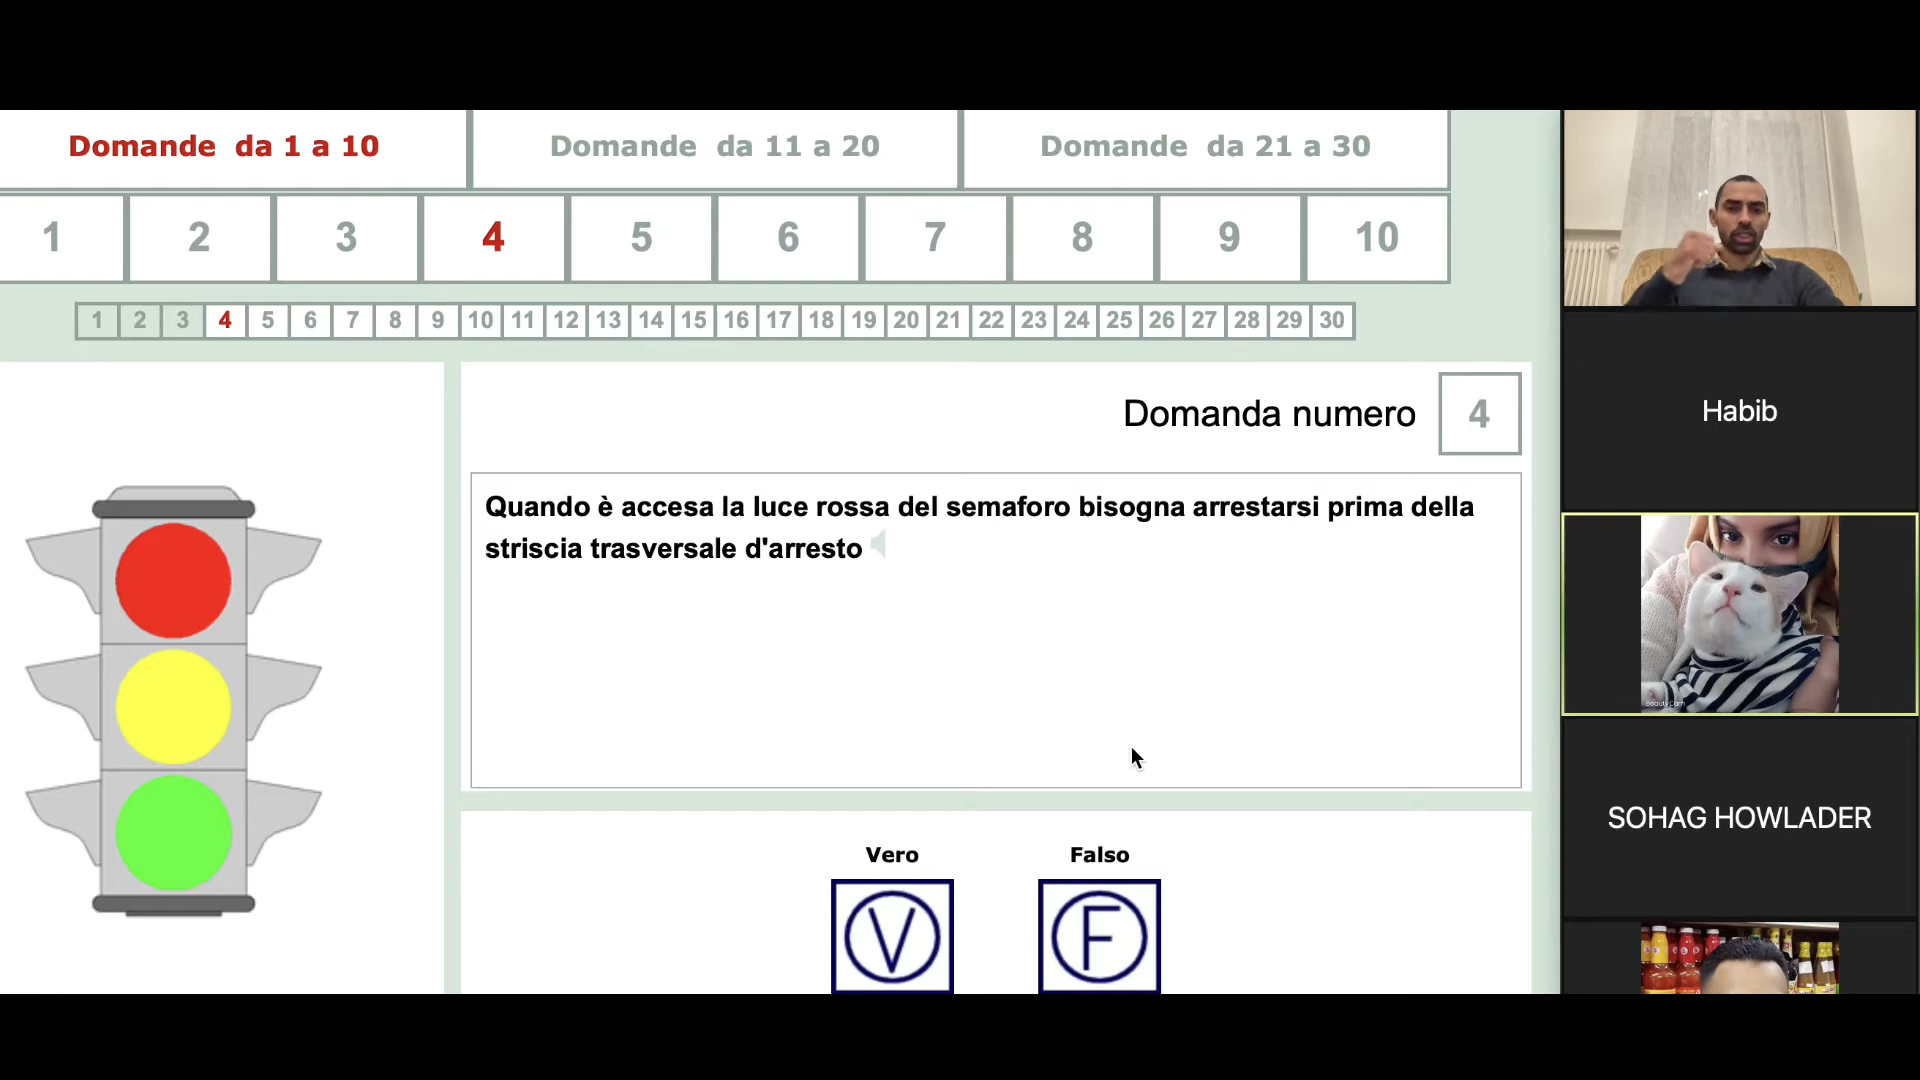 Domande da 1 a 10
Domande da 11 a 20
Domande da 21 a 30
1 2 3 4 5 6 7 8 9 10
1 2 3 4 5 6 7 8 9 10 11 12 13 14 15 16 17 18 19 20 21 22 23 24 25 26 27 28 29 30
Domanda numero 4
Quando è accesa la luce rossa del semaforo bisogna arrestarsi prima della
striscia trasversale d'arresto
Vero
Falso
V
F
Habib
BeautyCam
SOHAG HOWLADER